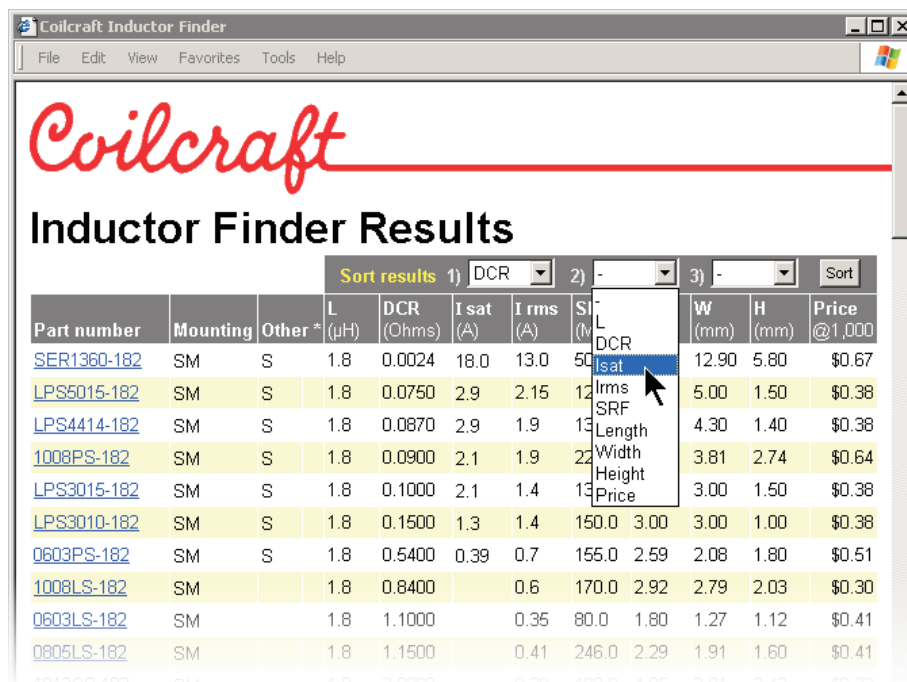 Coilcraft Inductor Finder
File Edit View Favorites Tools Help
Coilcraft
Inductor Finder Results
Sort results 1) DCR 2) - 3) - Sort
Part number Mounting Other * L (µH) DCR (Ohms) I sat (A) I rms (A) W (mm) H (mm) Price @1,000
-
L
DCR
Isat
Irms
SRF
Length
Width
Height
Price
SER1360-182 SM S 1.8 0.0024 18.0 13.0 12.90 5.80 $0.67
LPS5015-182 SM S 1.8 0.0750 2.9 2.15 5.00 1.50 $0.38
LPS4414-182 SM S 1.8 0.0870 2.9 1.9 4.30 1.40 $0.38
1008PS-182 SM S 1.8 0.0900 2.1 1.9 3.81 2.74 $0.64
LPS3015-182 SM S 1.8 0.1000 2.1 1.4 3.00 1.50 $0.38
LPS3010-182 SM S 1.8 0.1500 1.3 1.4 150.0 3.00 3.00 1.00 $0.38
0603PS-182 SM S 1.8 0.5400 0.39 0.7 155.0 2.59 2.08 1.80 $0.51
1008LS-182 SM 1.8 0.8400 0.6 170.0 2.92 2.79 2.03 $0.30
0603LS-182 SM 1.8 1.1000 0.35 80.0 1.80 1.27 1.12 $0.41
0805LS-182 SM 1.8 1.1500 0.41 246.0 2.29 1.91 1.60 $0.41